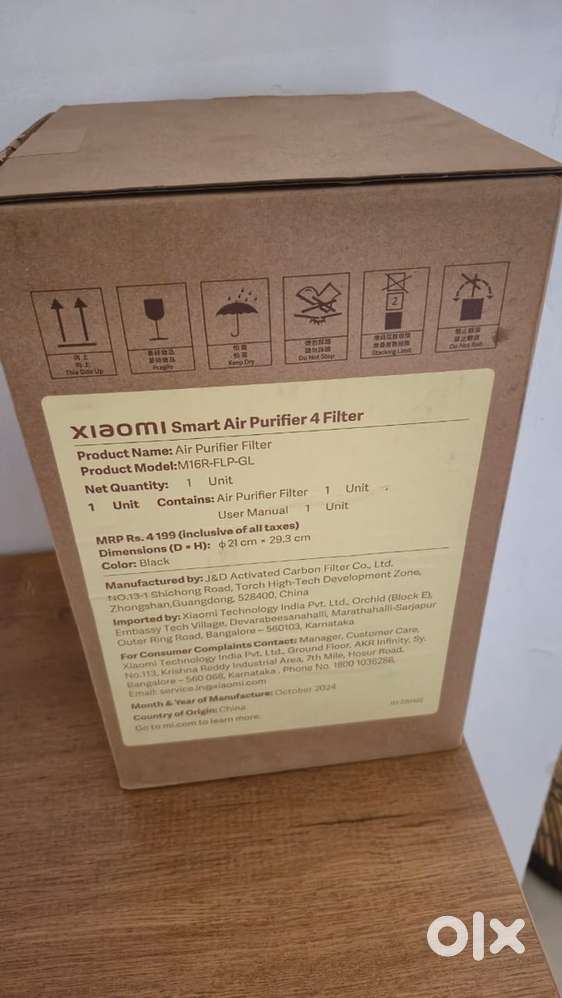 This Side Up
Fragile
Keep Dry
Do Not Step
2
Stacking Limit
Do Not Roll
xiaomi Smart Air Purifier 4 Filter
Product Name: Air Purifier Filter
Product Model:M16R-FLP-GL
Net Quantity: 1 Unit
1 Unit Contains: Air Purifier Filter 1 Unit
User Manual 1 Unit
MRP Rs. 4 199 (inclusive of all taxes)
Dimensions (D * H): ϕ 21 cm × 29.3 cm
Color: Black
Manufactured by: J&D Activated Carbon Filter Co., Ltd.
NO.13-1 Shichong Road, Torch High-Tech Development Zone,
Zhongshan,Guangdong, 528400, China
Imported by: Xiaomi Technology India Pvt. Ltd., Orchid (Block E),
Embassy Tech Village, Devarabeesanahalli, Marathahalli-Sarjapur
Outer Ring Road, Bangalore – 560103, Karnataka
For Consumer Complaints Contact: Manager, Customer Care,
Xiaomi Technology India Pvt. Ltd., Ground Floor, AKR Infinity, Sy.
No.113, Krishna Reddy Industrial Area, 7th Mile, Hosur Road,
Bangalore – 560 068, Karnataka . Phone No. 1800 1036286,
Email: service.in@xiaomi.com
Month & Year of Manufacture: October 2024
Country of Origin: China
Go to mi.com to learn more.
olx